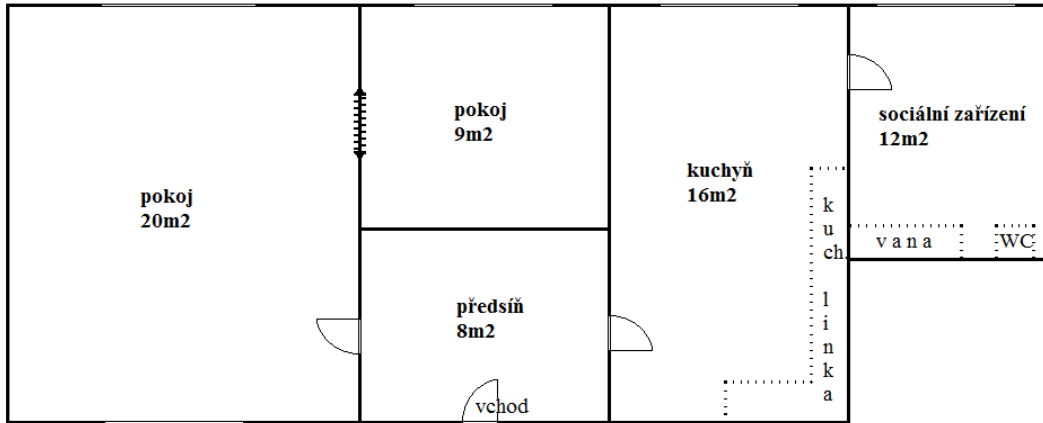 pokoj
20m2
pokoj
9m2
předsíň
8m2
vchod
kuchyň
16m2
k
u
ch.
l
i
n
k
a
sociální zařízení
12m2
v a n a
WC